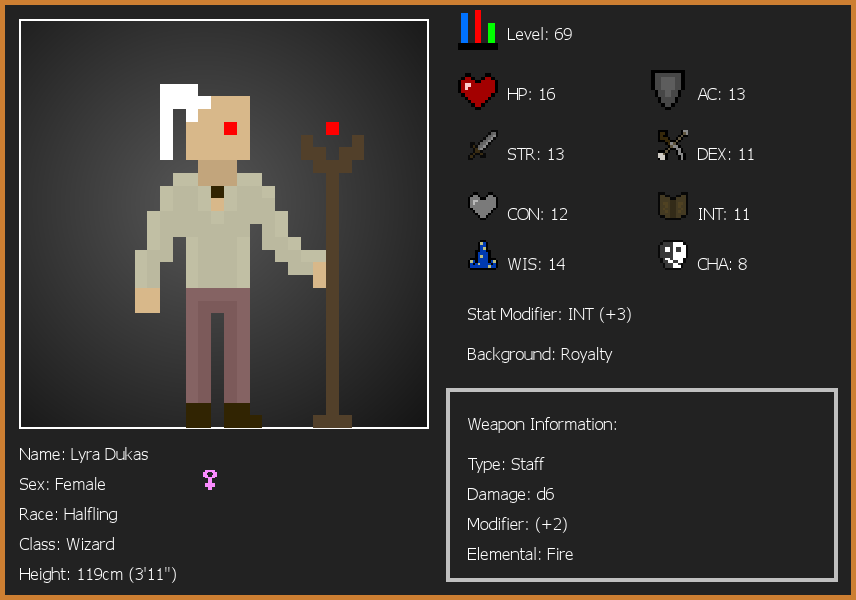 Level: 69
HP: 16
AC: 13
STR: 13
DEX: 11
CON: 12
INT: 11
WIS: 14
CHA: 8
Stat Modifier: INT (+3)
Background: Royalty
Weapon Information:
Type: Staff
Damage: d6
Modifier: (+2)
Elemental: Fire
Name: Lyra Dukas
Sex: Female
Race: Halfling
Class: Wizard
Height: 119cm (3'11")